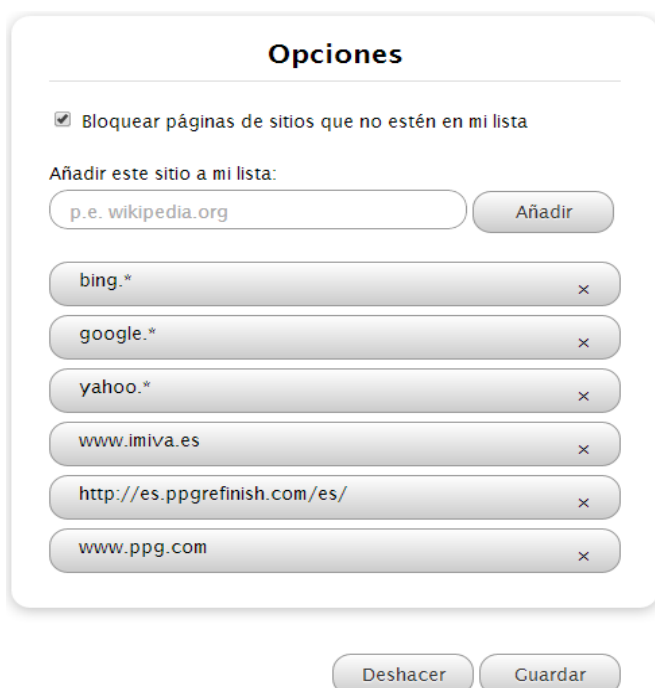 Opciones
Bloquear páginas de sitios que no estén en mi lista
Añadir este sitio a mi lista:
p.e. wikipedia.org Añadir
bing.* ×
google.* ×
yahoo.* ×
www.imiva.es ×
http://es.ppgrefinish.com/es/ ×
www.ppg.com ×
Deshacer Guardar